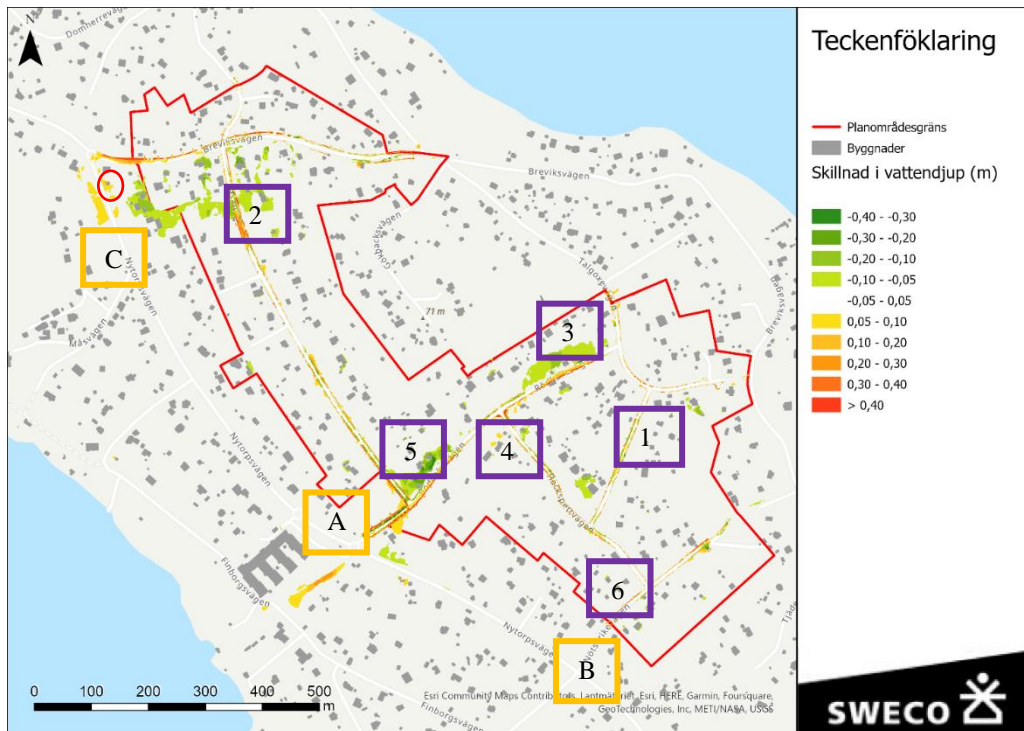 N
Domherrevägen
Breviksvägen
Breviksvägen
Breviksvägen
2
C
Nytorpsvägen
Måsvägen
Gökbacksvägen
71 m
Talgoxevägen
3
1
4
5
A
Nytorpsvägen
Flackspettvägen
6
Finborgsvägen
Nytorpsvägen
B
Finborgsvägen
0 100 200 300 400 500
m
Esri Community Maps Contributors, Lantmäteriet, Esri, HERE, Garmin, Foursquare,
GeoTechnologies, Inc, METI/NASA, USGS
Teckenföklaring
Planområdesgräns
Byggnader
Skillnad i vattendjup (m)
-0,40 - -0,30
-0,30 - -0,20
-0,20 - -0,10
-0,10 - -0,05
-0,05 - 0,05
0,05 - 0,10
0,10 - 0,20
0,20 - 0,30
0,30 - 0,40
> 0,40
SWECO